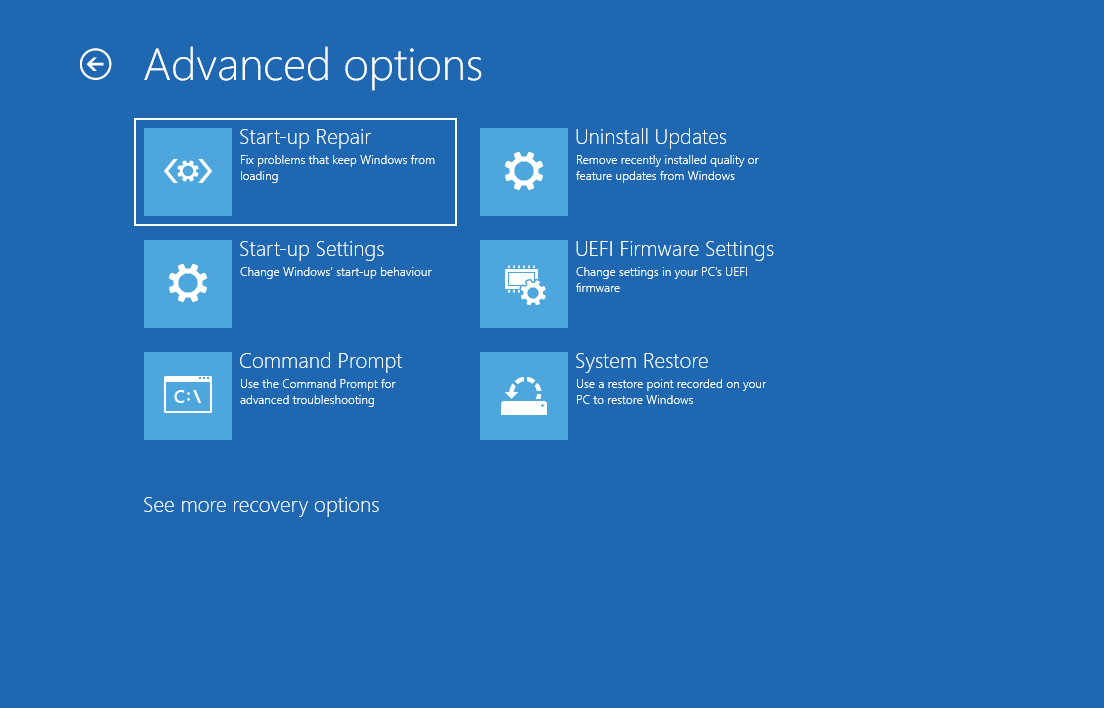 Advanced options
Start-up Repair
Fix problems that keep Windows from
loading
Uninstall Updates
Remove recently installed quality or
feature updates from Windows
Start-up Settings
Change Windows' start-up behaviour
UEFI Firmware Settings
Change settings in your PC's UEFI
firmware
Command Prompt
Use the Command Prompt for
advanced troubleshooting
C:\
System Restore
Use a restore point recorded on your
PC to restore Windows
See more recovery options